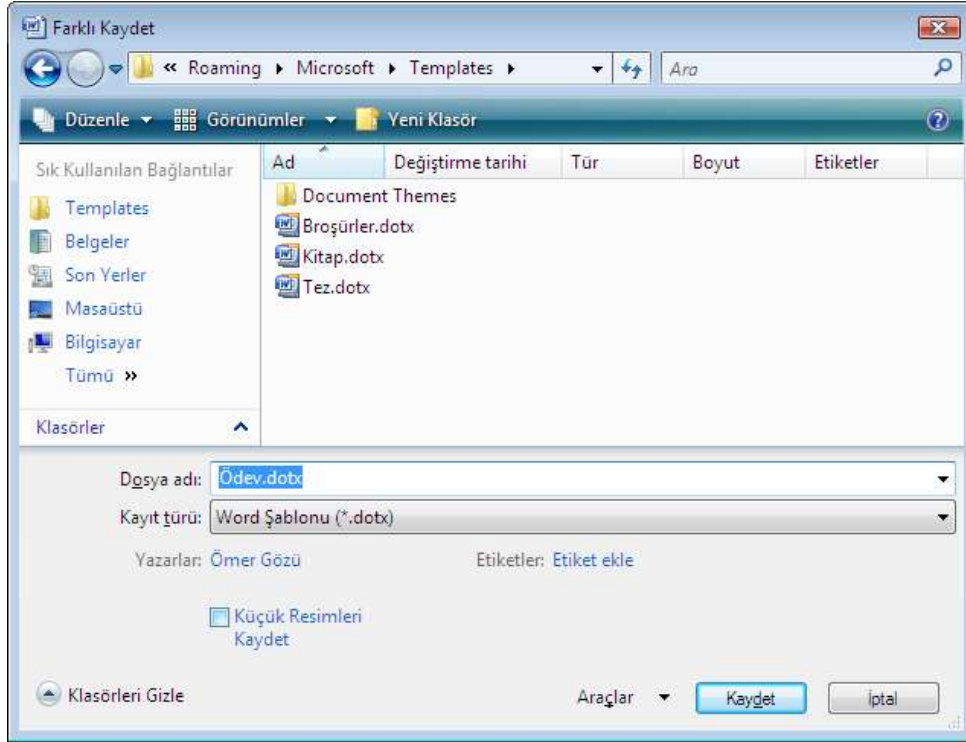 Farklı Kaydet
« Roaming Microsoft Templates Ara
Düzenle Görünümler Yeni Klasör
Sık Kullanılan Bağlantılar
Templates
Belgeler
Son Yerler
Masaüstü
Bilgisayar
Tümü »
Klasörler
Ad Değiştirme tarihi Tür Boyut Etiketler
Document Themes
Broşürler.dotx
Kitap.dotx
Tez.dotx
Dosya adı: Ödev.dotx
Kayıt türü: Word Şablonu (*.dotx)
Yazarlar: Ömer Gözü Etiketler: Etiket ekle
Küçük Resimleri
Kaydet
Klasörleri Gizle Araçlar Kaydet İptal